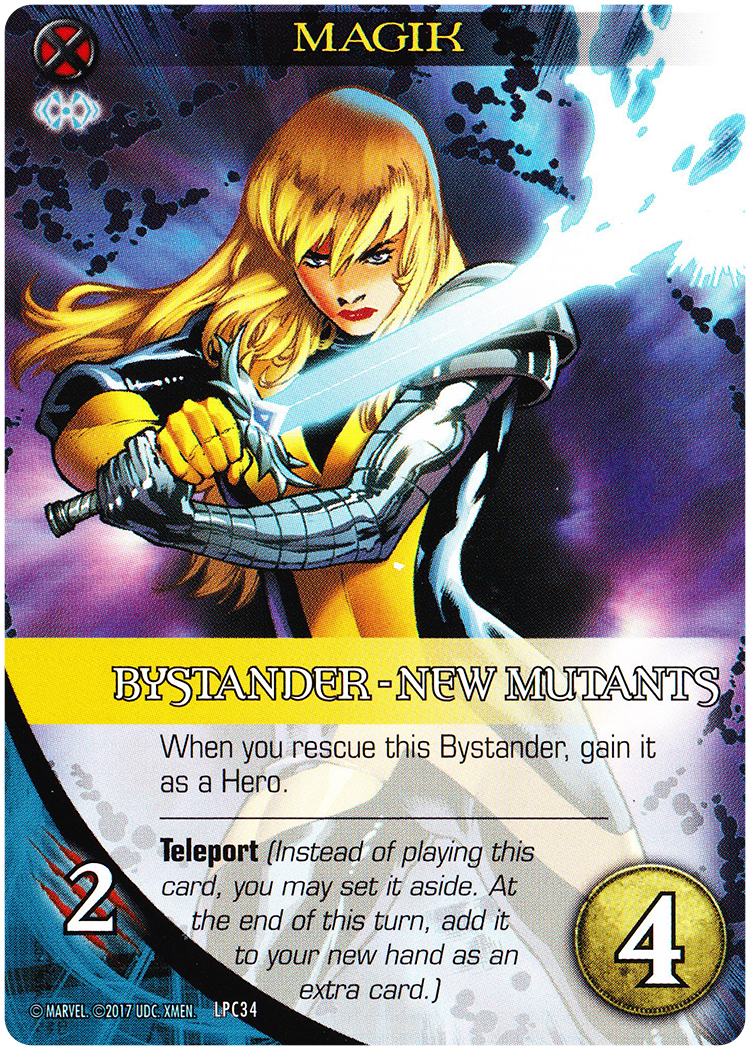 MAGIK
BYSTANDER - NEW MUTANTS
When you rescue this Bystander, gain it
as a Hero.
Teleport (Instead of playing this
card, you may set it aside. At
the end of this turn, add it
to your new hand as an
extra card.)
2
4
© MARVEL. ©2017 UDC. XMEN. LPC34